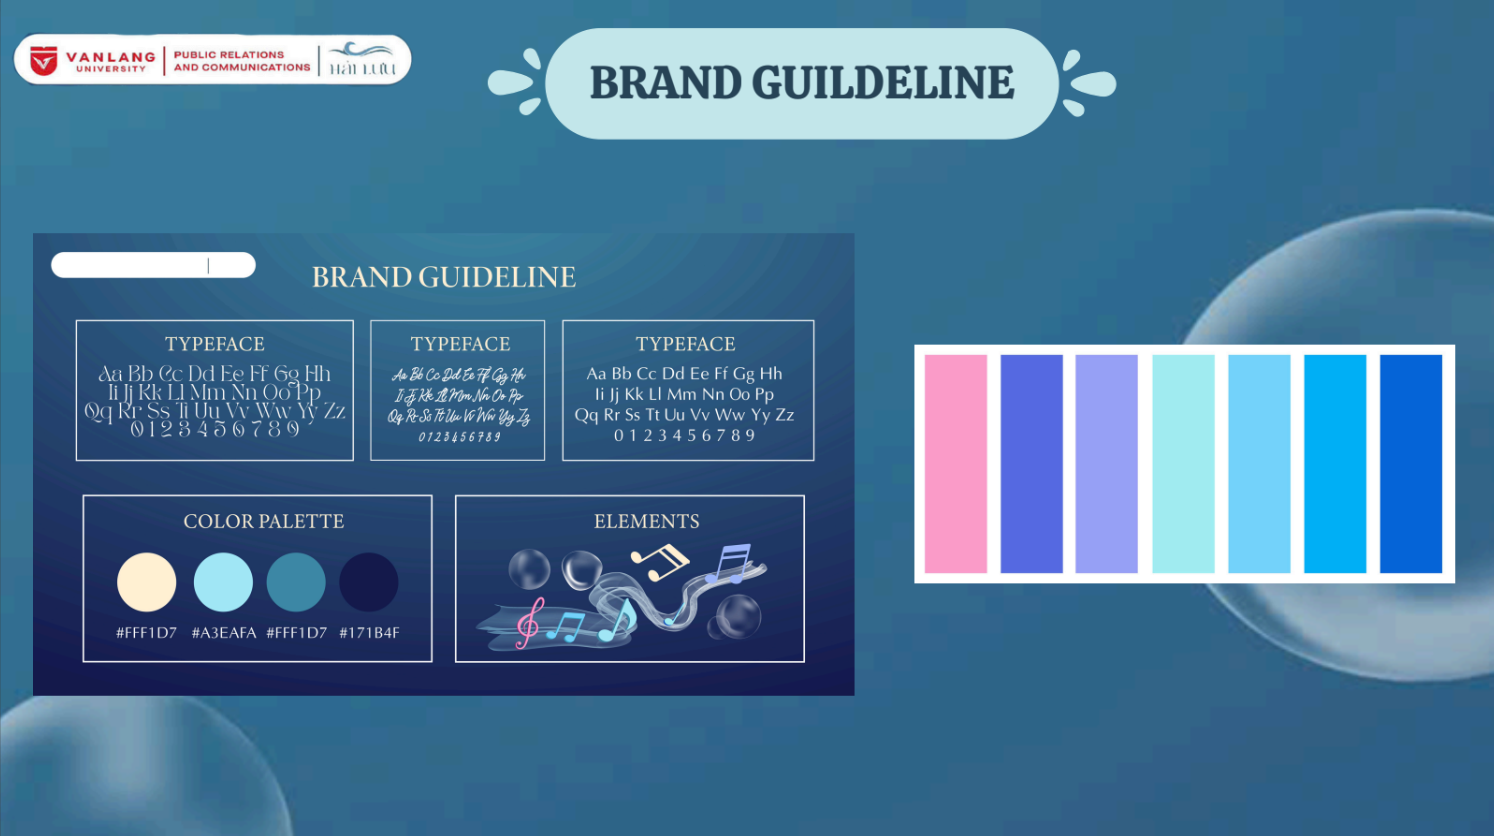 VANLANG
UNIVERSITY
PUBLIC RELATIONS
AND COMMUNICATIONS
HẢI LƯU
BRAND GUILDELINE
BRAND GUIDELINE
TYPEFACE
Aa Bb Cc Dd Ee Ff Gg Hh
Ii Jj Kk Ll Mm Nn Oo Pp
Qq Rr Ss Tt Uu Vv Ww Yy Zz
0 1 2 3 4 5 6 7 8 9
TYPEFACE
Aa Bb Cc Dd Ee Ff Gg Hh
Ii Jj Kk Ll Mm Nn Oo Pp
Qq Rr Ss Tt Uu Vv Ww Yy Zz
0 1 2 3 4 5 6 7 8 9
TYPEFACE
Aa Bb Cc Dd Ee Ff Gg Hh
Ii Jj Kk Ll Mm Nn Oo Pp
Qq Rr Ss Tt Uu Vv Ww Yy Zz
0 1 2 3 4 5 6 7 8 9
COLOR PALETTE
#FFF1D7 #A3EAFA #FFF1D7 #171B4F
ELEMENTS